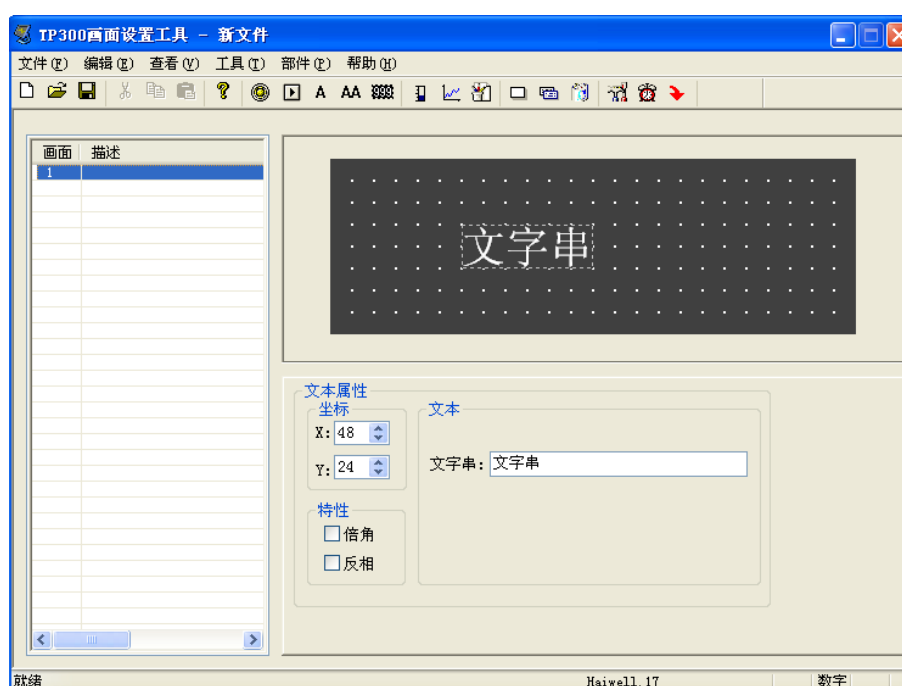 TP300画面设置工具 - 新文件
文件(F) 编辑(E) 查看(V) 工具(T) 部件(P) 帮助(H)
A AA
画面 描述
1
文字串
文本属性
坐标 文本
X: 48
Y: 24 文字串: 文字串
特性
倍角
反相
就绪 Haiwell.17 数字